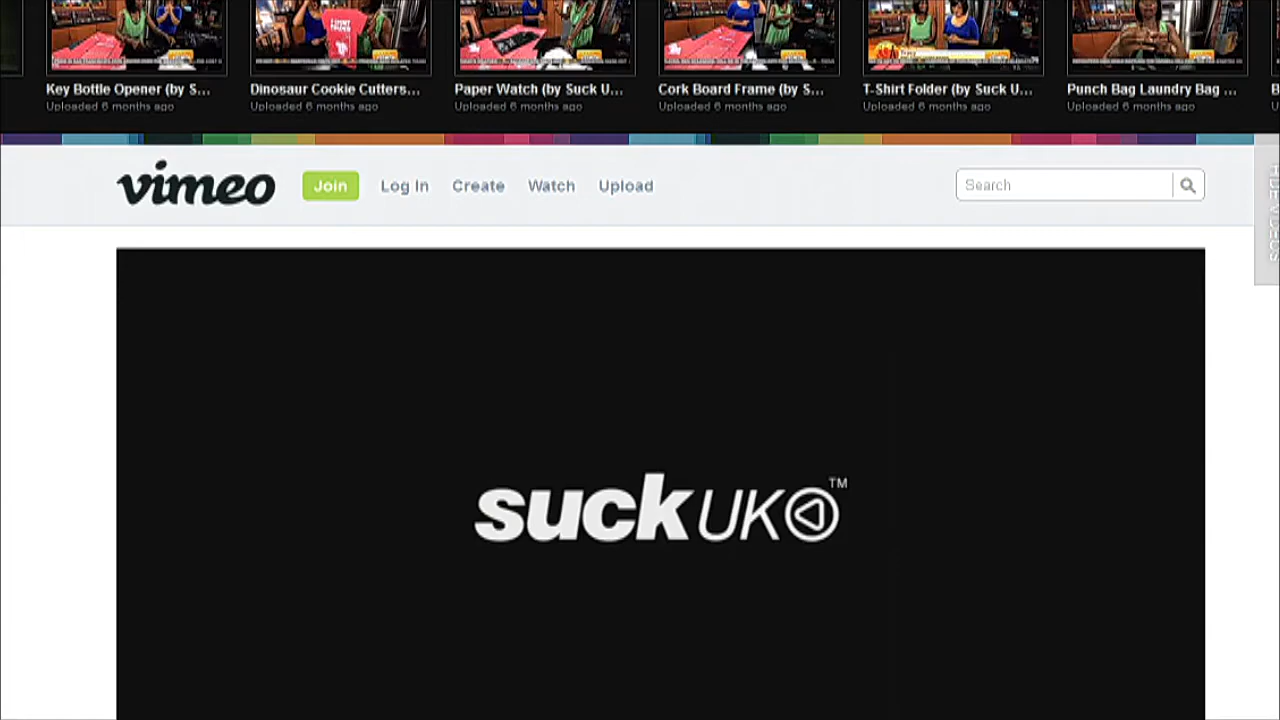 Key Bottle Opener (by S...
Dinosaur Cookie Cutters...
Paper Watch (by Suck U...
Cork Board Frame (by S...
T-Shirt Folder (by Suck U...
Punch Bag Laundry Bag ...
Uploaded 6 months ago
Uploaded 6 months ago
Uploaded 6 months ago
Uploaded 6 months ago
Uploaded 6 months ago
Uploaded 6 months ago
vimeo
Join
Log In
Create
Watch
Upload
Search
suckUK TM